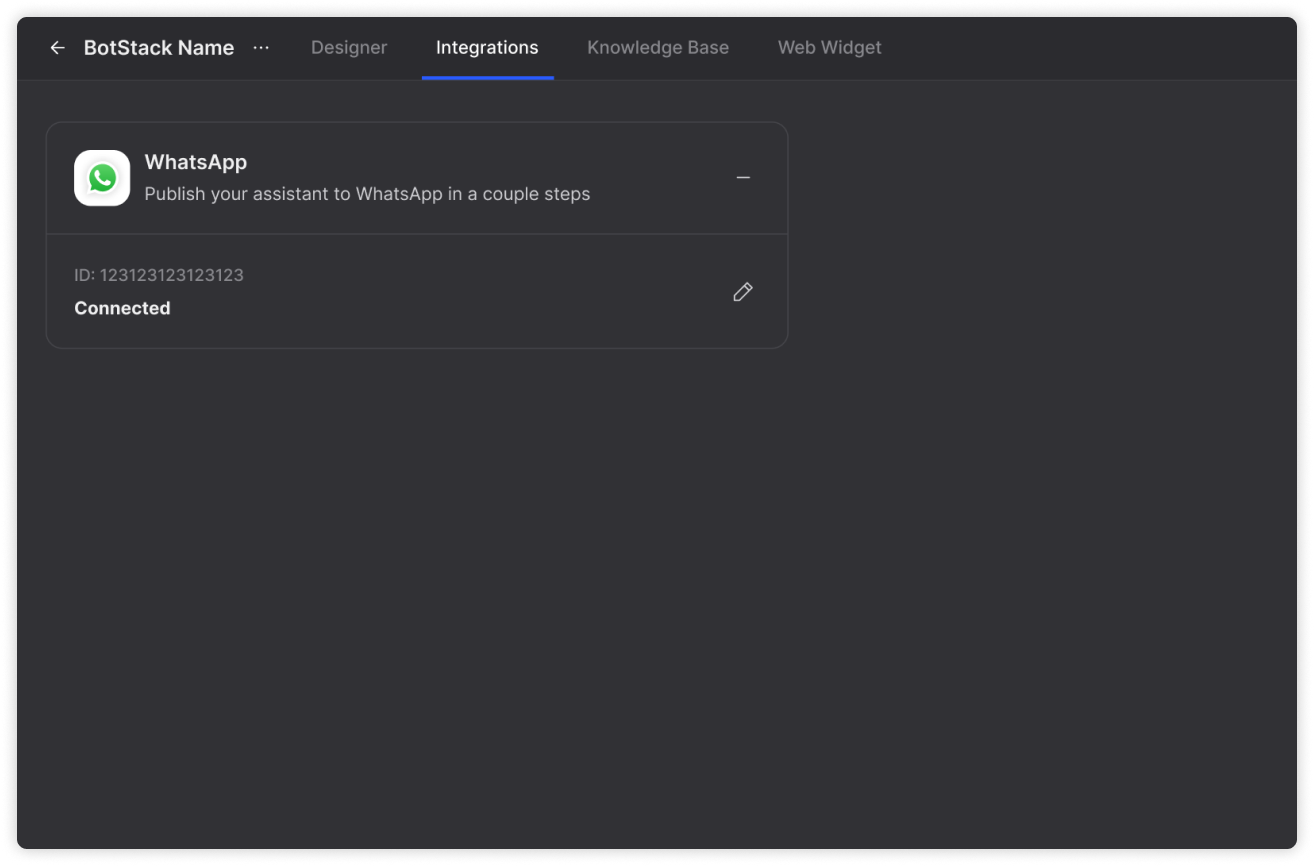 BotStack Name ··· Designer Integrations Knowledge Base Web Widget
WhatsApp
Publish your assistant to WhatsApp in a couple steps
ID: 123123123123123
Connected